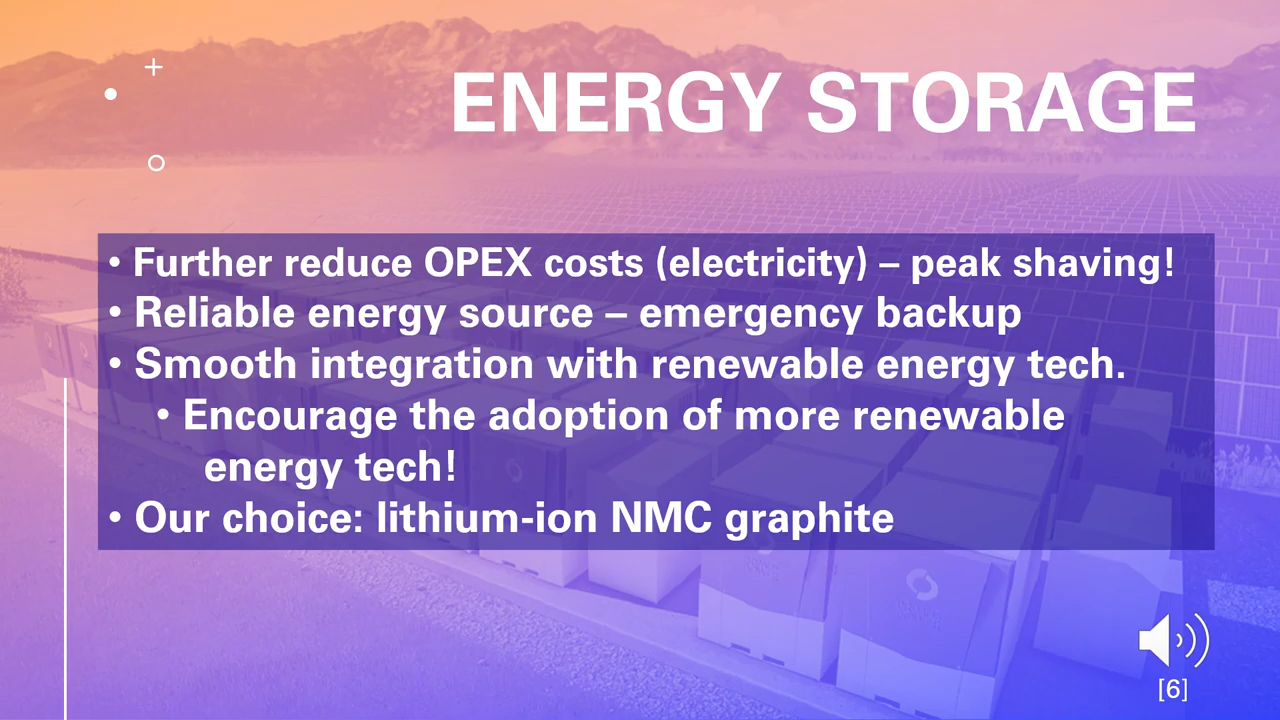 ENERGY STORAGE
• Further reduce OPEX costs (electricity) – peak shaving!
• Reliable energy source – emergency backup
• Smooth integration with renewable energy tech.
• Encourage the adoption of more renewable
energy tech!
• Our choice: lithium-ion NMC graphite
[6]